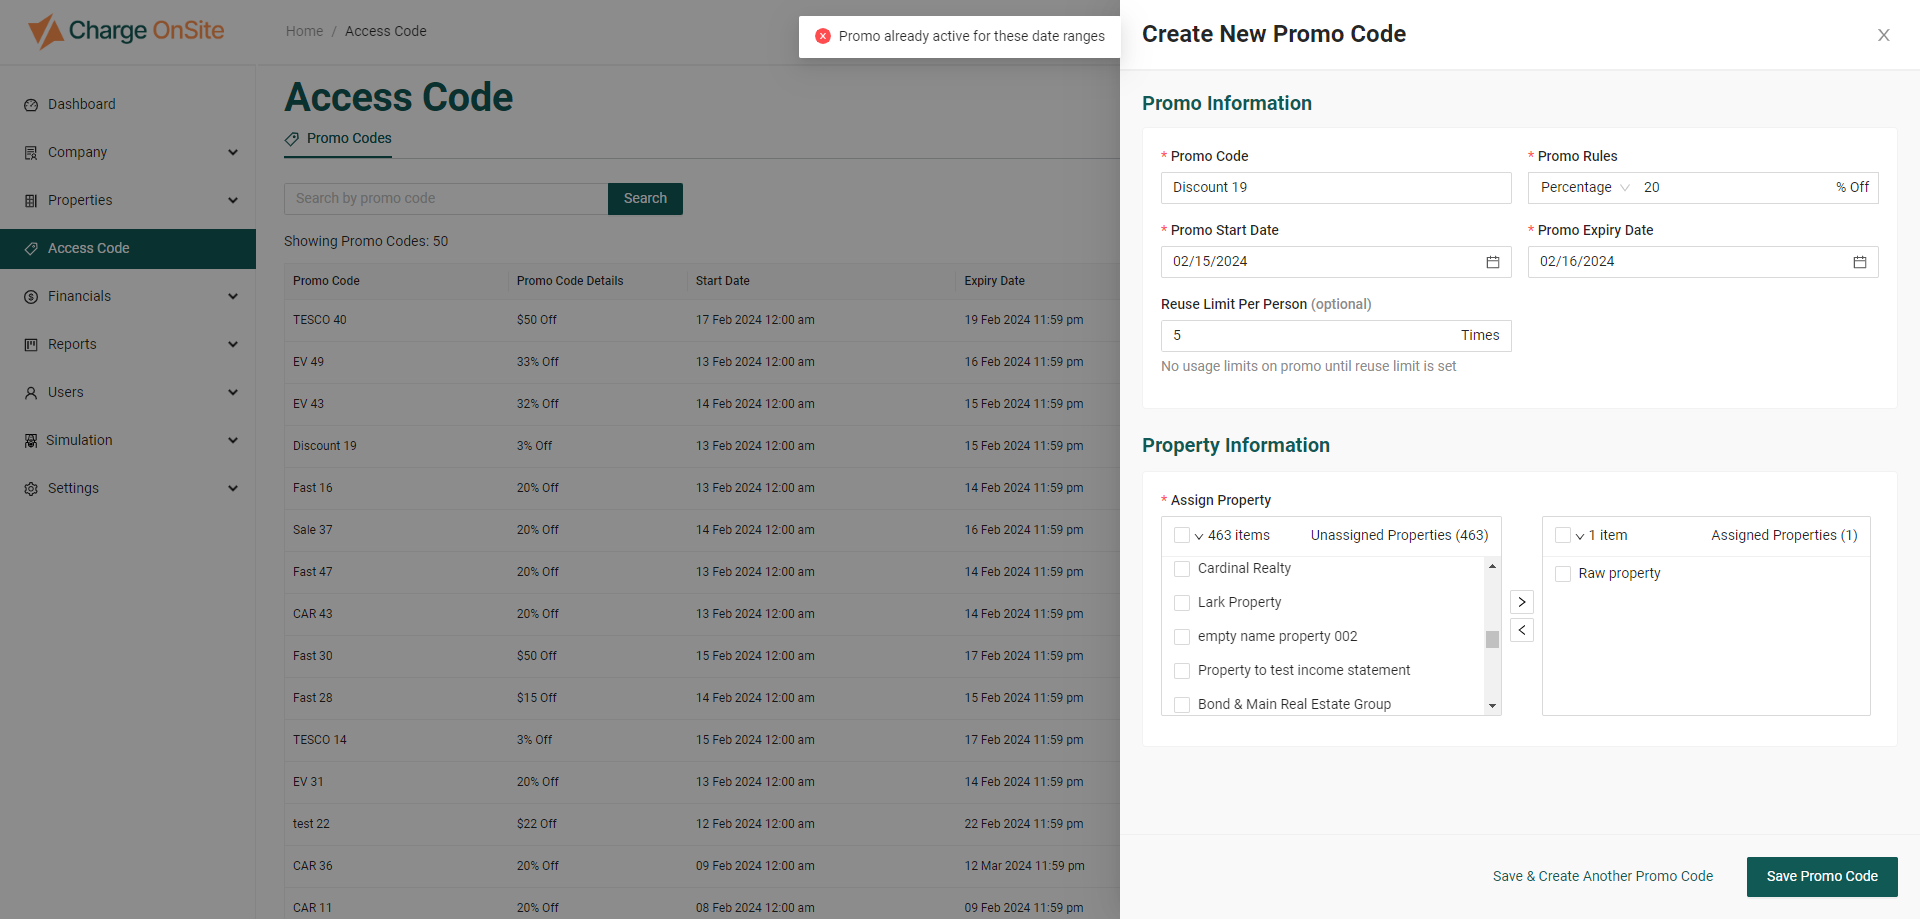 Charge OnSite
Home / Access Code
Promo already active for these date ranges
Dashboard
Company
Properties
Access Code
Financials
Reports
Users
Simulation
Settings
Access Code
Promo Codes
Search by promo code Search
Showing Promo Codes: 50
Promo Code Promo Code Details Start Date Expiry Date
TESCO 40 $50 Off 17 Feb 2024 12:00 am 19 Feb 2024 11:59 pm
EV 49 33% Off 13 Feb 2024 12:00 am 16 Feb 2024 11:59 pm
EV 43 32% Off 14 Feb 2024 12:00 am 15 Feb 2024 11:59 pm
Discount 19 3% Off 13 Feb 2024 12:00 am 15 Feb 2024 11:59 pm
Fast 16 20% Off 13 Feb 2024 12:00 am 14 Feb 2024 11:59 pm
Sale 37 20% Off 14 Feb 2024 12:00 am 16 Feb 2024 11:59 pm
Fast 47 20% Off 13 Feb 2024 12:00 am 14 Feb 2024 11:59 pm
CAR 43 20% Off 13 Feb 2024 12:00 am 14 Feb 2024 11:59 pm
Fast 30 $50 Off 15 Feb 2024 12:00 am 17 Feb 2024 11:59 pm
Fast 28 $15 Off 14 Feb 2024 12:00 am 15 Feb 2024 11:59 pm
TESCO 14 3% Off 15 Feb 2024 12:00 am 17 Feb 2024 11:59 pm
EV 31 20% Off 13 Feb 2024 12:00 am 14 Feb 2024 11:59 pm
test 22 $22 Off 12 Feb 2024 12:00 am 22 Feb 2024 11:59 pm
CAR 36 20% Off 09 Feb 2024 12:00 am 12 Mar 2024 11:59 pm
CAR 11 20% Off 08 Feb 2024 12:00 am 09 Feb 2024 11:59 pm
Create New Promo Code
Promo Information
* Promo Code
Discount 19
* Promo Rules
Percentage 20 % Off
* Promo Start Date
02/15/2024
* Promo Expiry Date
02/16/2024
Reuse Limit Per Person (optional)
5 Times
No usage limits on promo until reuse limit is set
Property Information
* Assign Property
463 items Unassigned Properties (463)
Cardinal Realty
Lark Property
empty name property 002
Property to test income statement
Bond & Main Real Estate Group
1 item Assigned Properties (1)
Raw property
Save & Create Another Promo Code
Save Promo Code